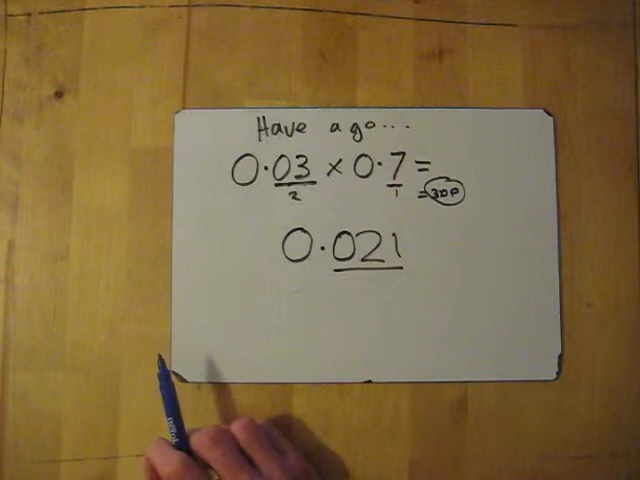 Have a go...
0.03 × 0.7 =
2 1 = 3DP
0.021